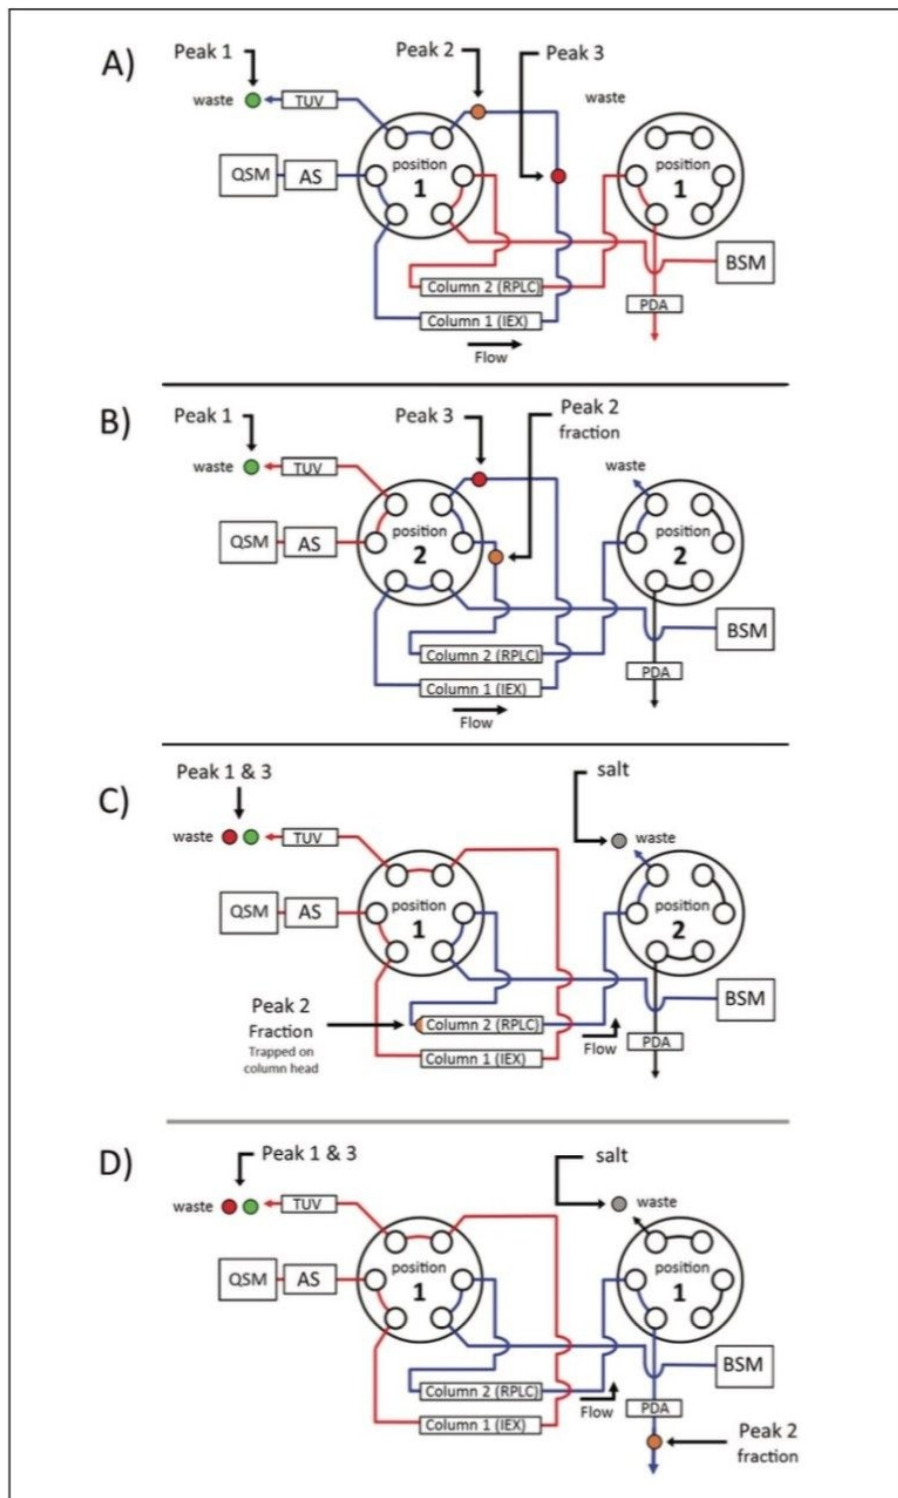 A)
Peak 1
Peak 2
Peak 3
waste
TUV
waste
QSM
AS
position
1
position
1
BSM
Column 2 (RPLC)
PDA
Column 1 (IEX)
Flow
B)
Peak 1
Peak 3
Peak 2
fraction
waste
TUV
waste
QSM
AS
position
2
position
2
BSM
Column 2 (RPLC)
PDA
Column 1 (IEX)
Flow
C)
Peak 1 & 3
salt
waste
TUV
waste
QSM
AS
position
1
position
2
BSM
Peak 2
Fraction
Trapped on
column head
Column 2 (RPLC)
Flow
PDA
Column 1 (IEX)
D)
Peak 1 & 3
salt
waste
TUV
waste
QSM
AS
position
1
position
1
BSM
Column 2 (RPLC)
Flow
PDA
Column 1 (IEX)
Peak 2
fraction